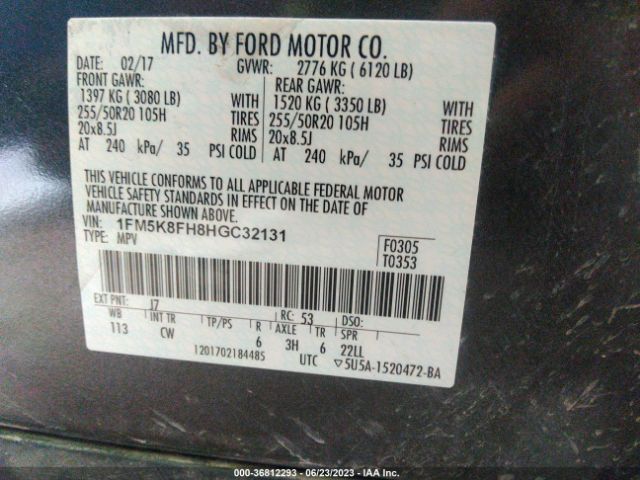 MFD. BY FORD MOTOR CO.
DATE: 02/17 GVWR: 2776 KG ( 6120 LB)
FRONT GAWR: REAR GAWR:
1397 KG ( 3080 LB) WITH 1520 KG ( 3350 LB) WITH
255/50R20 105H TIRES 255/50R20 105H TIRES
20x8.5J RIMS 20x8.5J RIMS
AT 240 kPa/ 35 PSI COLD AT 240 kPa/ 35 PSI COLD
THIS VEHICLE CONFORMS TO ALL APPLICABLE FEDERAL MOTOR
VEHICLE SAFETY STANDARDS IN EFFECT ON THE DATE OF
MANUFACTURE SHOWN ABOVE.
VIN: 1FM5K8FH8HGC32131
TYPE: MPV
F0305
T0353
EXT PNT: J7 RC: 53 DSO:
WB INT TR TP/PS R AXLE TR SPR
113 CW 6 3H 6 22LL
1201702184485 UTC ▽5U5A-1520472-BA
000-36812293 - 06/23/2023 - IAA Inc.